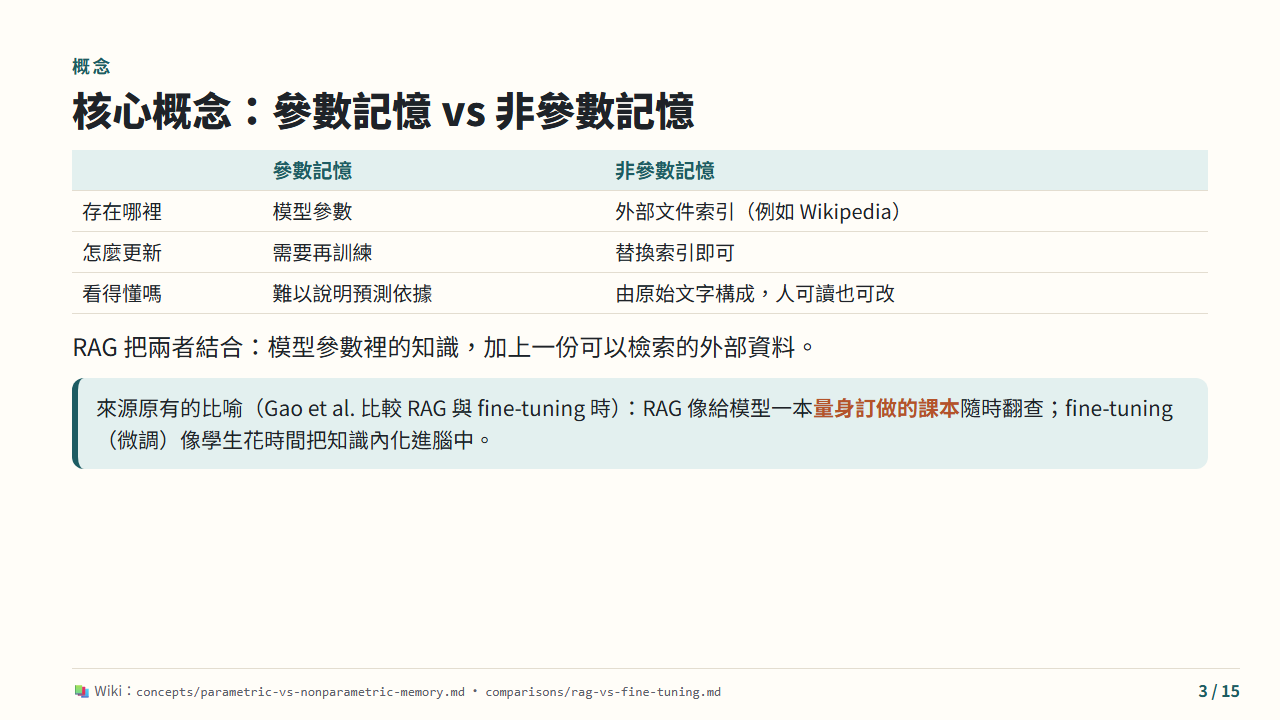 概念
核心概念：參數記憶 vs 非參數記憶
參數記憶 非參數記憶
存在哪裡 模型參數 外部文件索引（例如 Wikipedia）
怎麼更新 需要再訓練 替換索引即可
看得懂嗎 難以說明預測依據 由原始文字構成，人可讀也可改
RAG 把兩者結合：模型參數裡的知識，加上一份可以檢索的外部資料。
來源原有的比喻（Gao et al. 比較 RAG 與 fine-tuning 時）：RAG 像給模型一本量身訂做的課本隨時翻查；fine-tuning
（微調）像學生花時間把知識內化進腦中。
Wiki：concepts/parametric-vs-nonparametric-memory.md · comparisons/rag-vs-fine-tuning.md
3 / 15